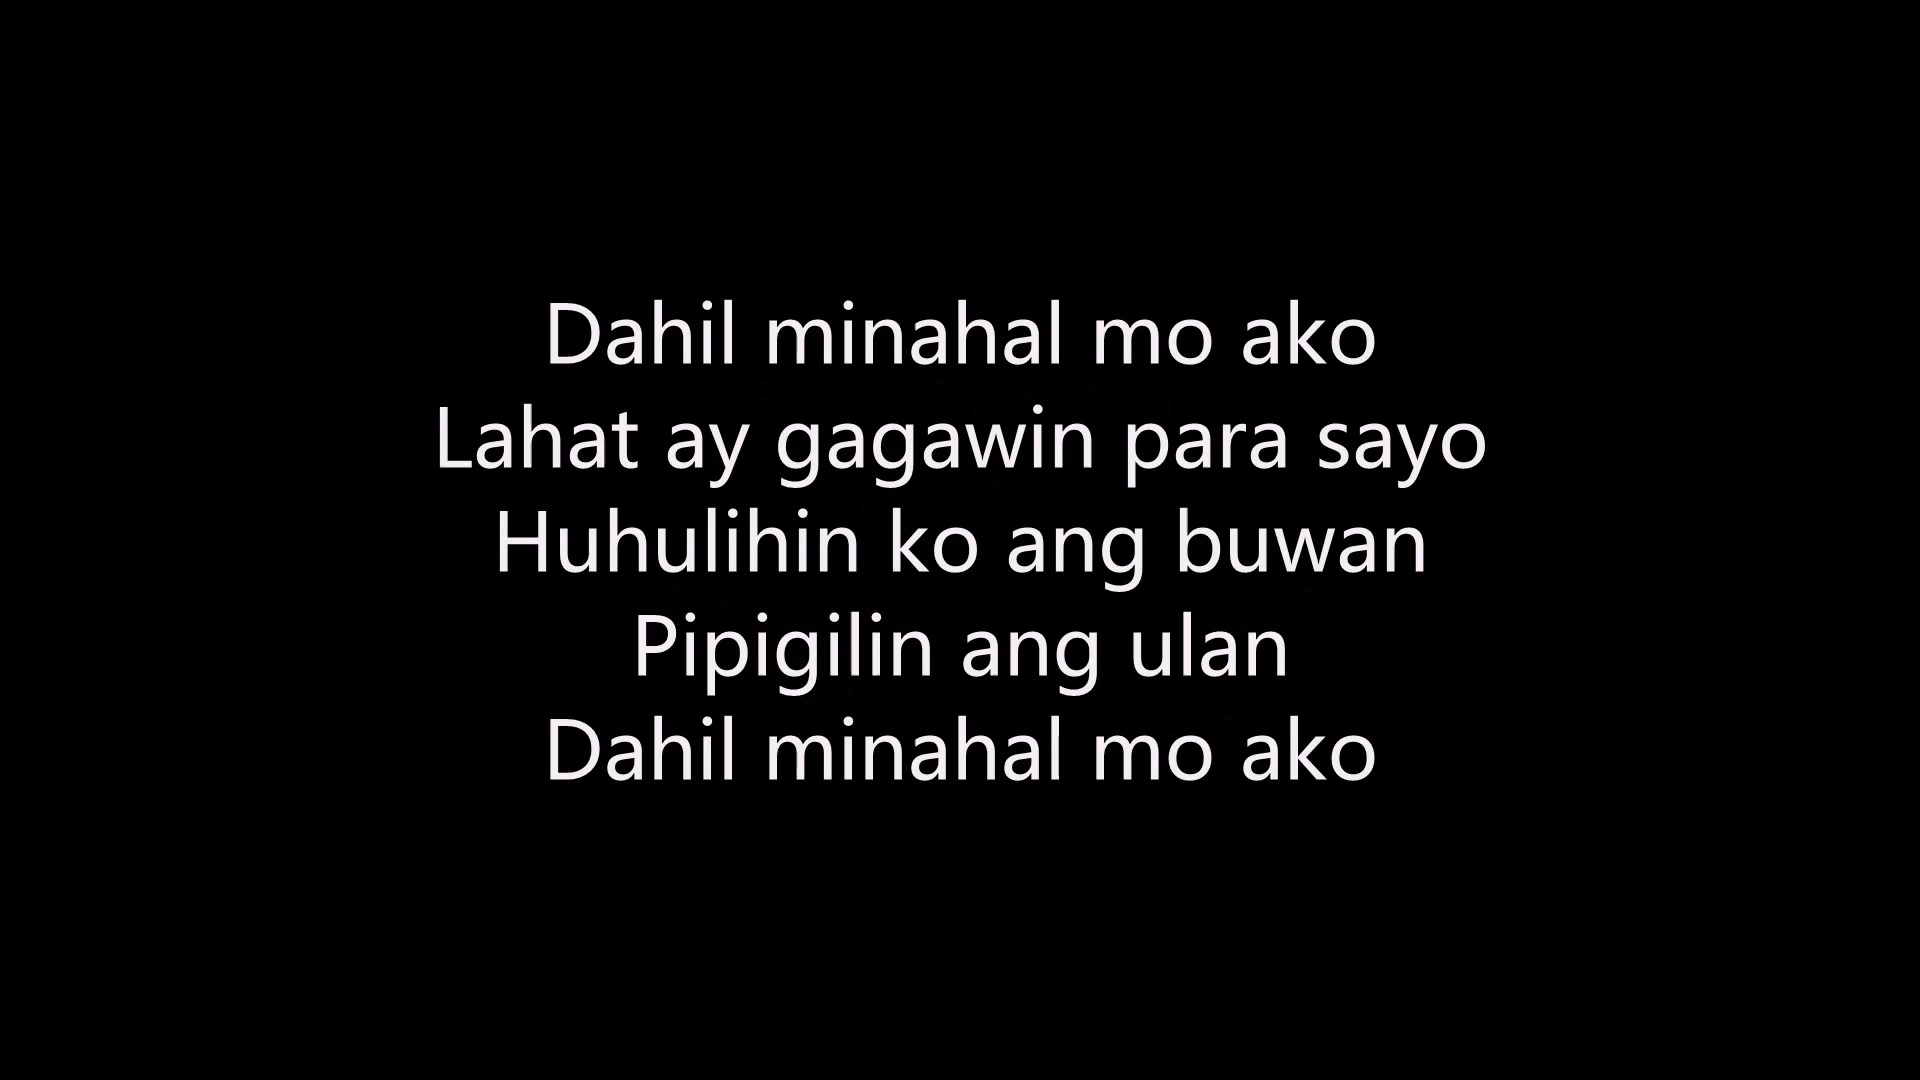 Dahil minahal mo ako
Lahat ay gagawin para sayo
Huhulihin ko ang buwan
Pipigilin ang ulan
Dahil minahal mo ako